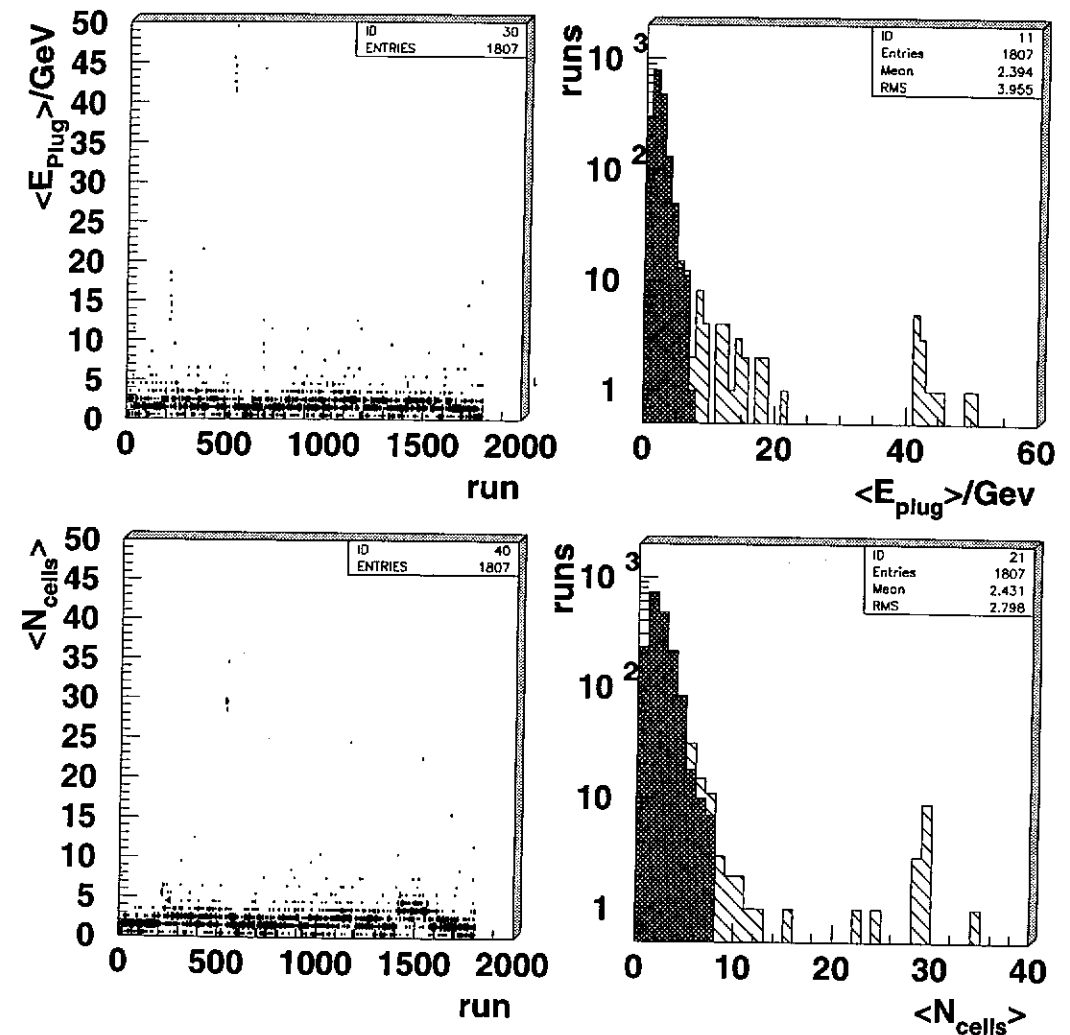 <E_Plug>/GeV
50
45
40
35
30
25
20
15
10
5
0
ID 30
ENTRIES 1807
0 500 1000 1500 2000
run
runs
10^3
10^2
10
1
ID 11
Entries 1807
Mean 2.394
RMS 3.955
0 20 40 60
<E_plug>/Gev
<N_cells>
50
45
40
35
30
25
20
15
10
5
0
ID 40
ENTRIES 1807
0 500 1000 1500 2000
run
runs
10^3
10^2
10
1
ID 21
Entries 1807
Mean 2.431
RMS 2.798
0 10 20 30 40
<N_cells>